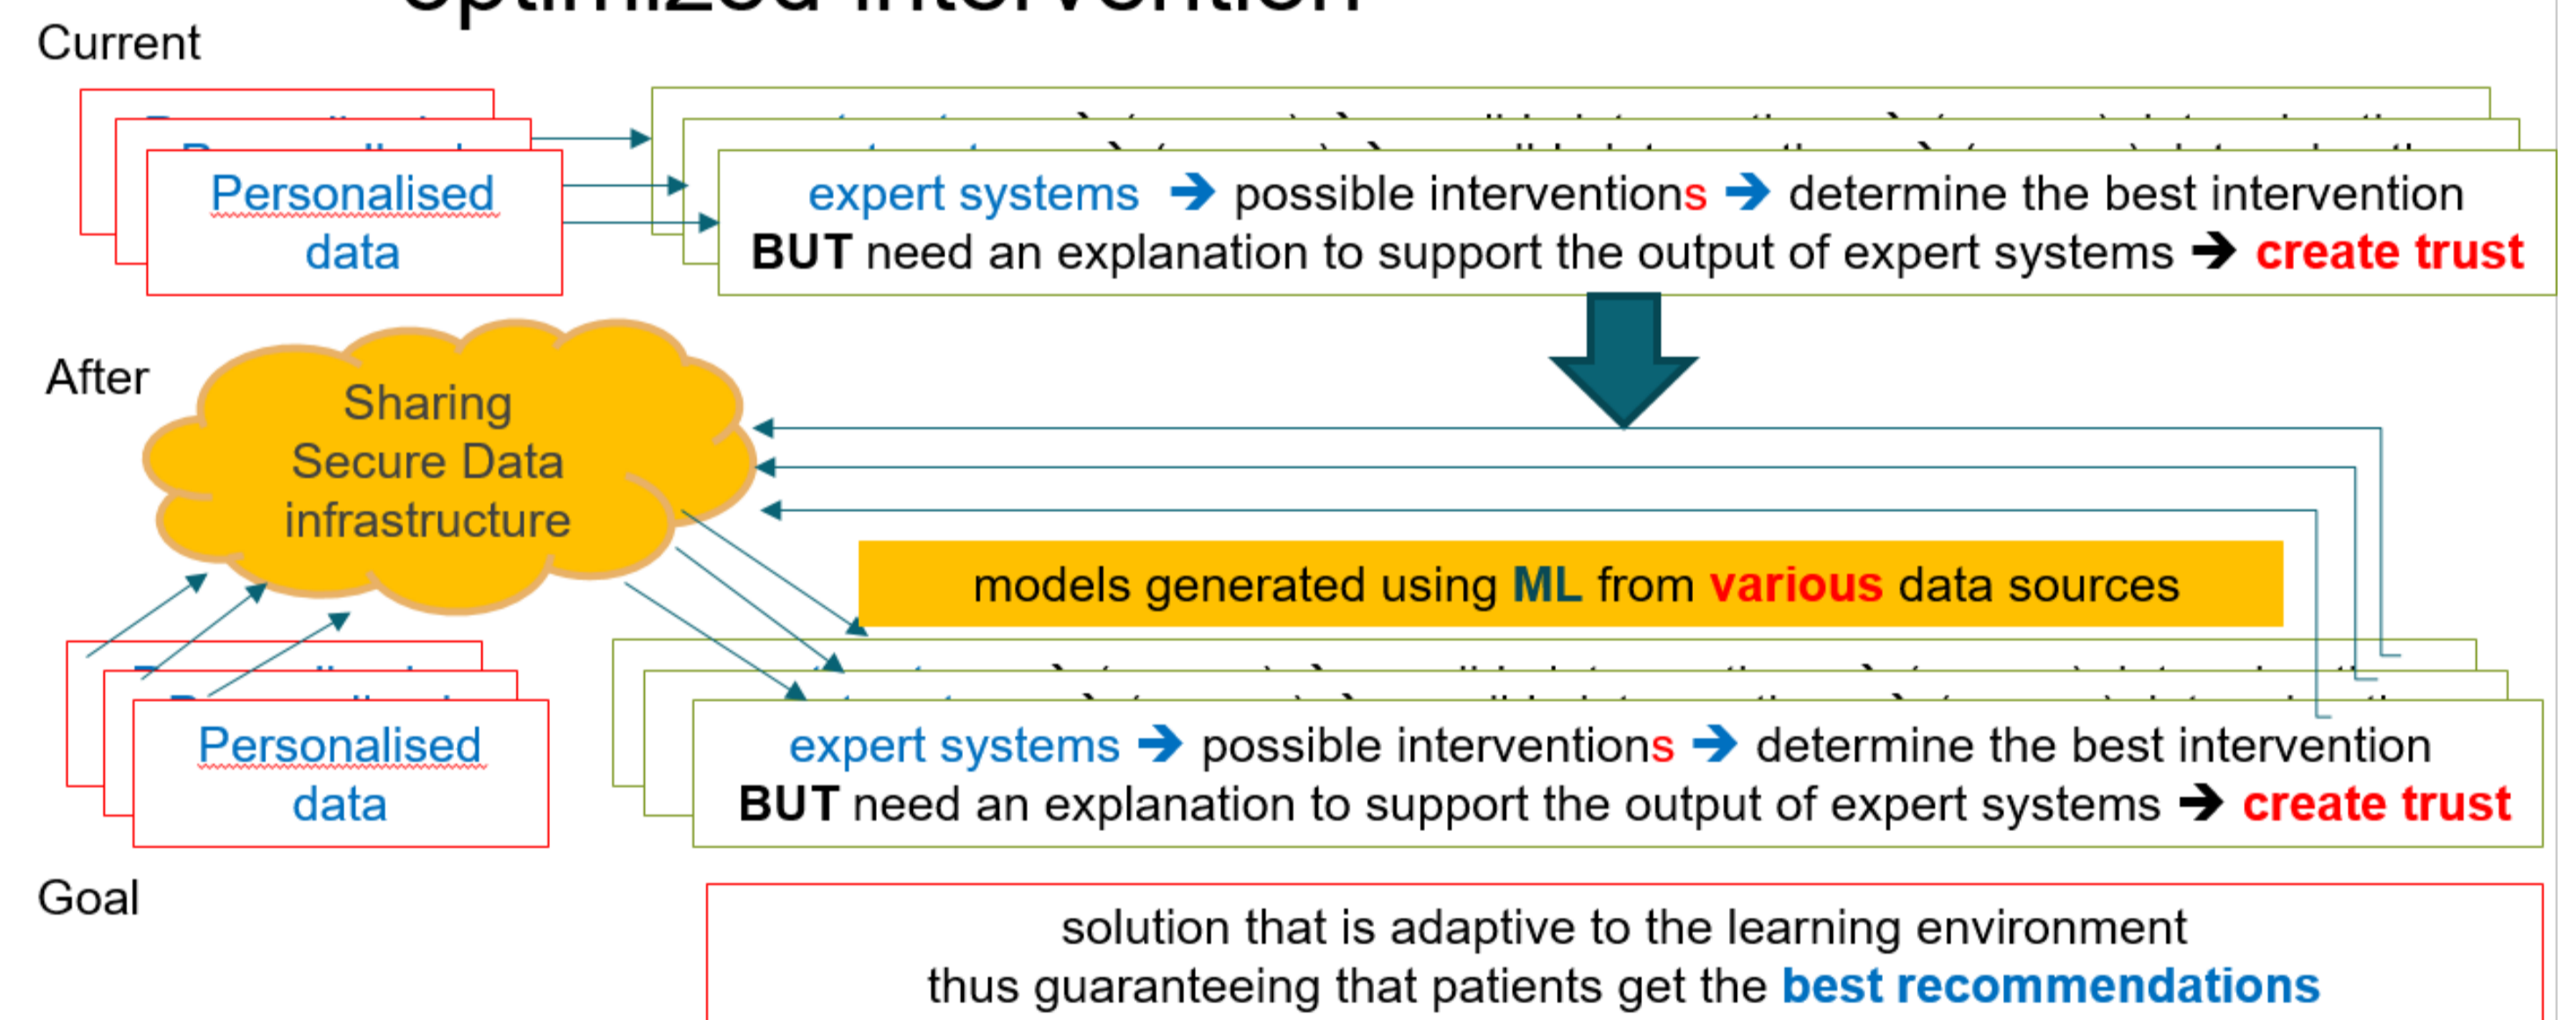 optimized intervention
Current
Personalised
data
expert systems ➔ possible interventions ➔ determine the best intervention
BUT need an explanation to support the output of expert systems ➔ create trust
After
Sharing
Secure Data
infrastructure
models generated using ML from various data sources
Personalised
data
expert systems ➔ possible interventions ➔ determine the best intervention
BUT need an explanation to support the output of expert systems ➔ create trust
Goal
solution that is adaptive to the learning environment
thus guaranteeing that patients get the best recommendations